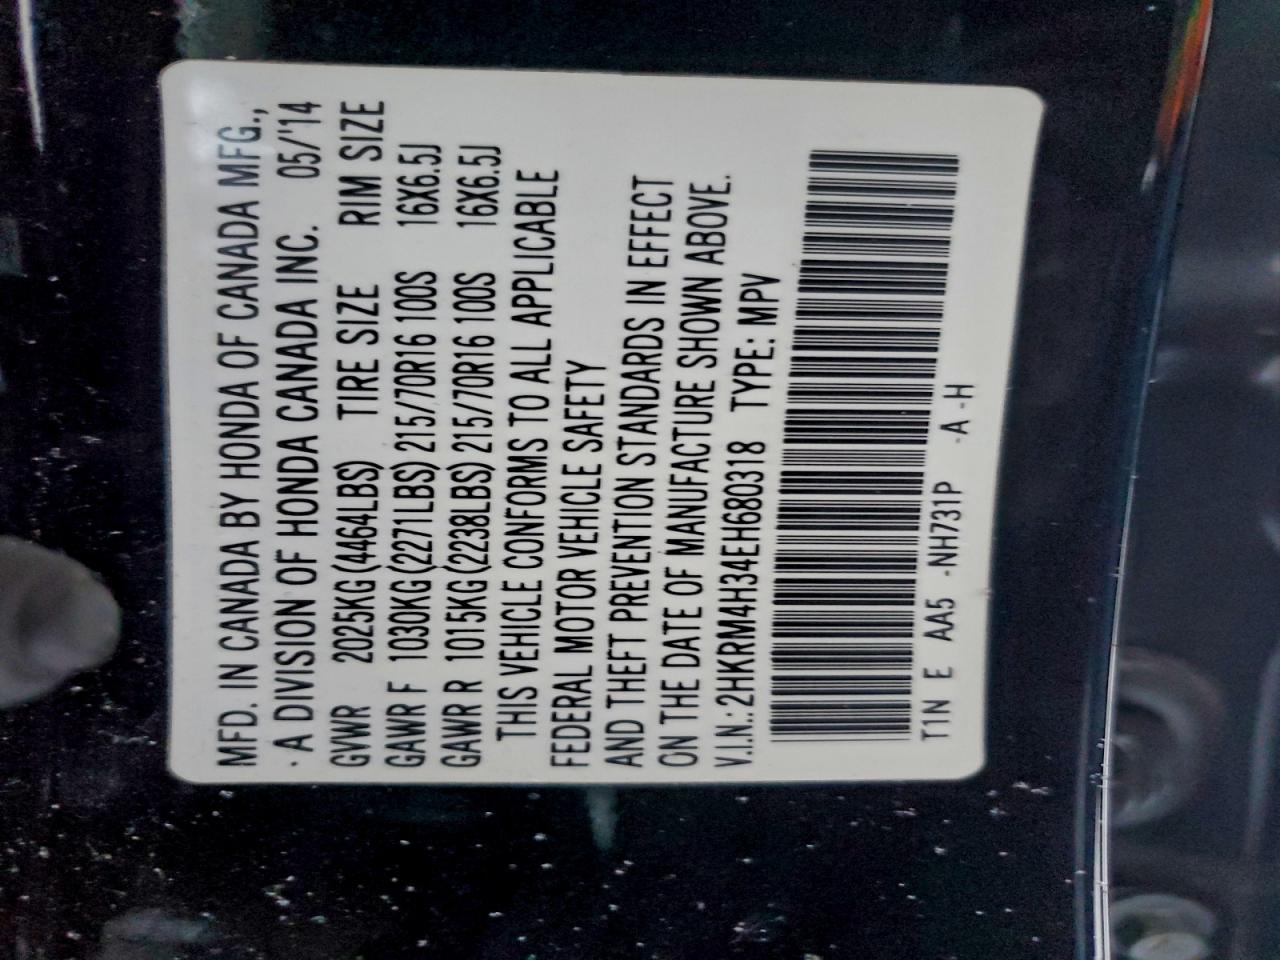 MFD. IN CANADA BY HONDA OF CANADA MFG.,
· A DIVISION OF HONDA CANADA INC. 05/'14
GVWR 2025KG (4464LBS) TIRE SIZE RIM SIZE
GAWR F 1030KG (2271LBS) 215/70R16 100S 16X6.5J
GAWR R 1015KG (2238LBS) 215/70R16 100S 16X6.5J
THIS VEHICLE CONFORMS TO ALL APPLICABLE
FEDERAL MOTOR VEHICLE SAFETY
AND THEFT PREVENTION STANDARDS IN EFFECT
ON THE DATE OF MANUFACTURE SHOWN ABOVE.
V.I.N.: 2HKRM4H34EH680318 TYPE: MPV
T1N E AA5 -NH731P -A -H